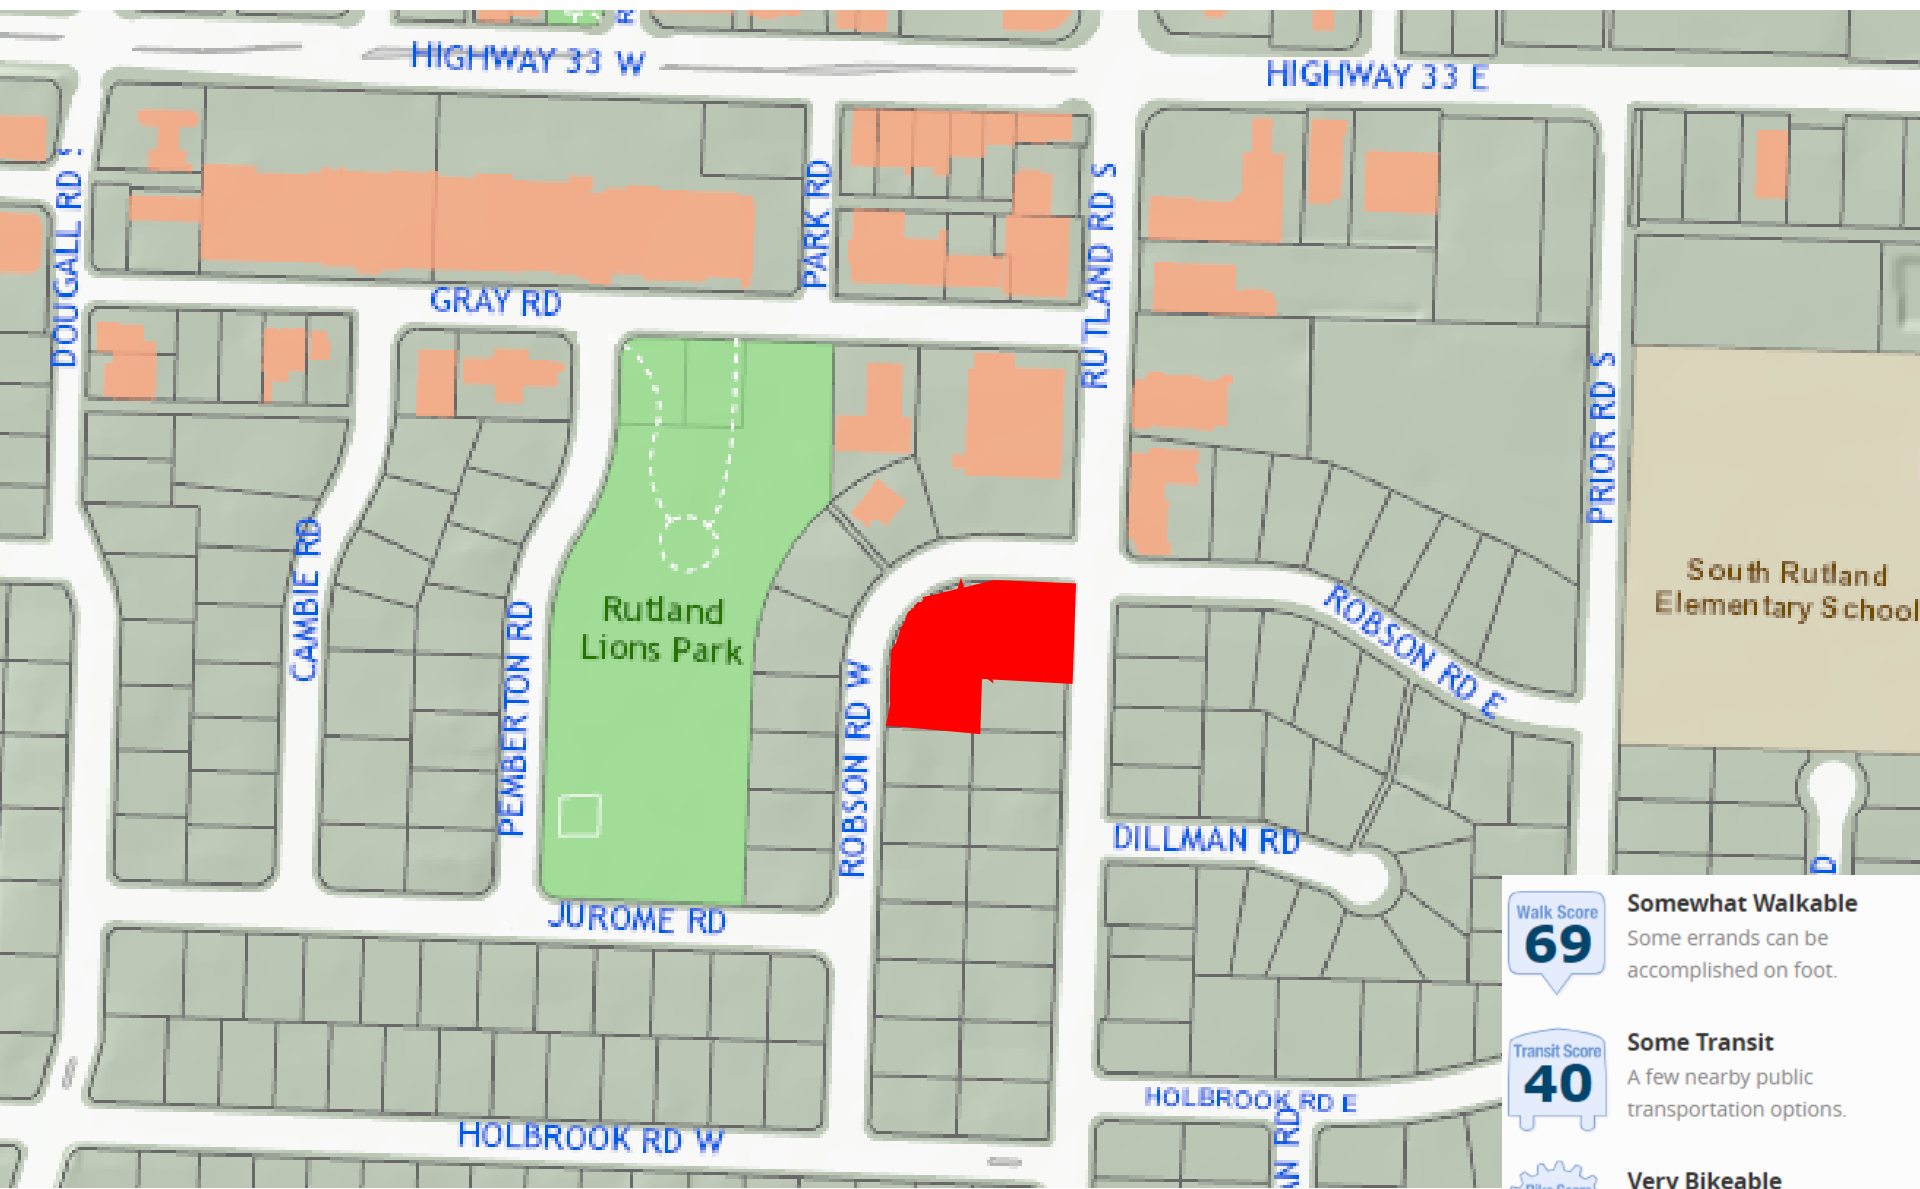 HIGHWAY 33 W
HIGHWAY 33 E
DOUGALL RD S
PARK RD
RUTLAND RD S
GRAY RD
PRIOR RD S
CAMBIE RD
PEMBERTON RD
Rutland
Lions Park
ROBSON RD W
ROBSON RD E
South Rutland
Elementary School
DILLMAN RD
JUROME RD
HOLBROOK RD E
HOLBROOK RD W
AN RD
D
R
Walk Score
69
Somewhat Walkable
Some errands can be
accomplished on foot.
Transit Score
40
Some Transit
A few nearby public
transportation options.
Very Bikeable